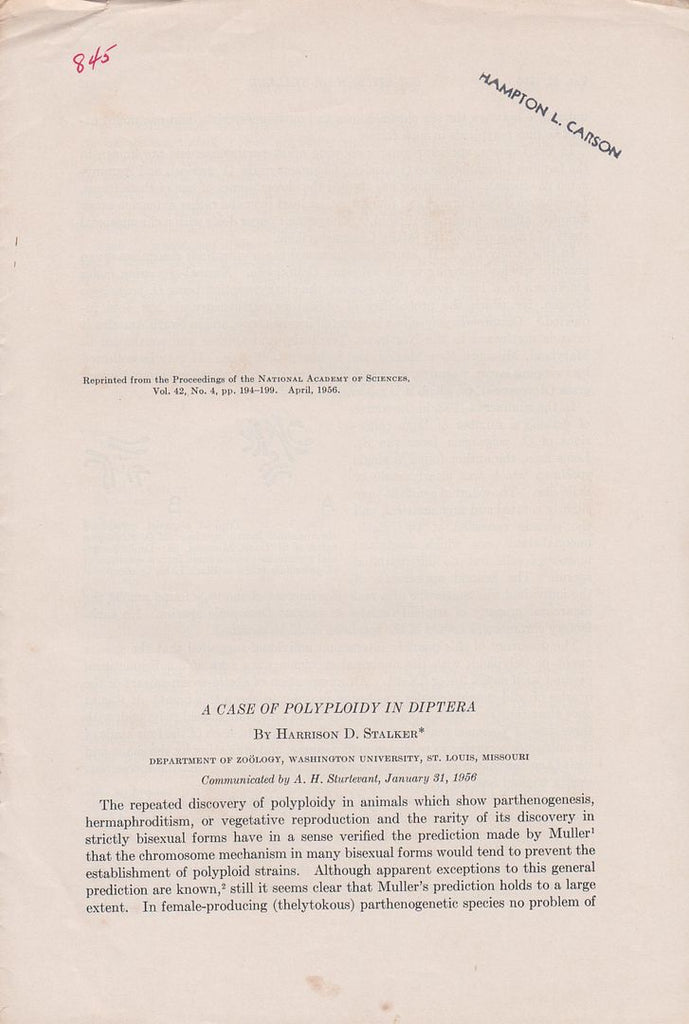 845
HAMPTON L. CARSON
Reprinted from the Proceedings of the NATIONAL ACADEMY OF SCIENCES,
Vol. 42, No. 4, pp. 194–199. April, 1956.
A CASE OF POLYPLOIDY IN DIPTERA
BY HARRISON D. STALKER*
DEPARTMENT OF ZOÖLOGY, WASHINGTON UNIVERSITY, ST. LOUIS, MISSOURI
Communicated by A. H. Sturtevant, January 31, 1956
The repeated discovery of polyploidy in animals which show parthenogenesis,
hermaphroditism, or vegetative reproduction and the rarity of its discovery in
strictly bisexual forms have in a sense verified the prediction made by Muller¹
that the chromosome mechanism in many bisexual forms would tend to prevent the
establishment of polyploid strains. Although apparent exceptions to this general
prediction are known,² still it seems clear that Muller's prediction holds to a large
extent. In female-producing (thelytokous) parthenogenetic species no problem of